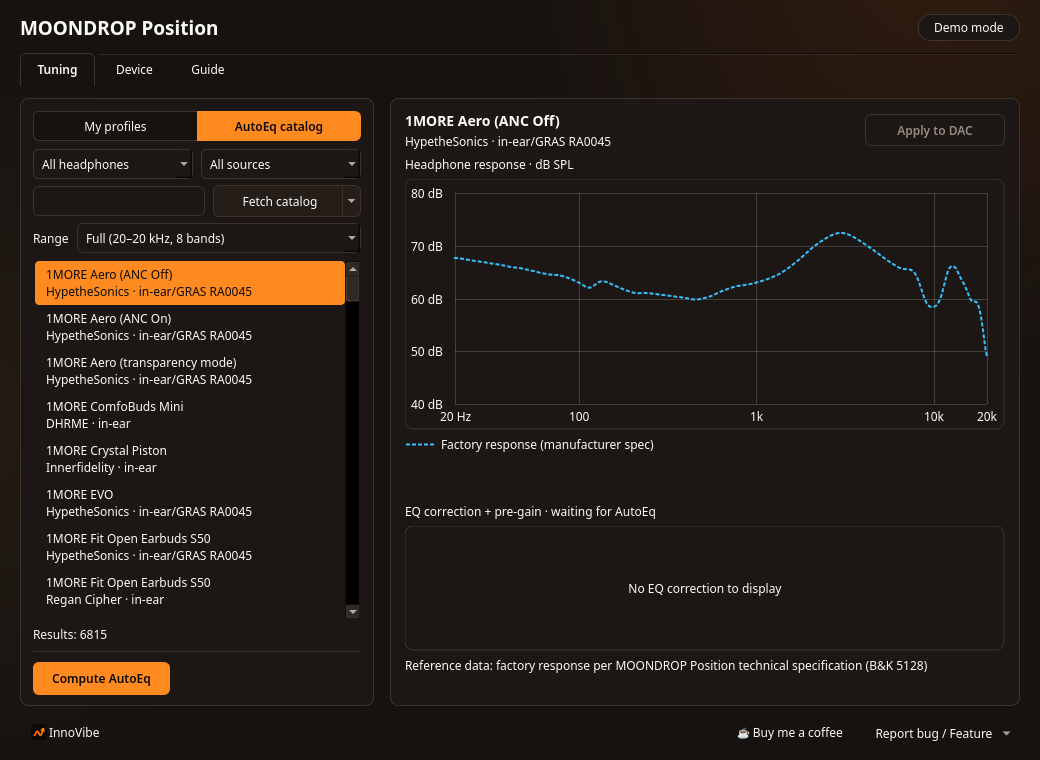 MOONDROP Position
Demo mode
Tuning
Device
Guide
My profiles
AutoEq catalog
All headphones
All sources
Fetch catalog
Range
Full (20–20 kHz, 8 bands)
1MORE Aero (ANC Off)
HypetheSonics · in-ear/GRAS RA0045
1MORE Aero (ANC On)
HypetheSonics · in-ear/GRAS RA0045
1MORE Aero (transparency mode)
HypetheSonics · in-ear/GRAS RA0045
1MORE ComfoBuds Mini
DHRME · in-ear
1MORE Crystal Piston
Innerfidelity · in-ear
1MORE EVO
HypetheSonics · in-ear/GRAS RA0045
1MORE Fit Open Earbuds S50
HypetheSonics · in-ear/GRAS RA0045
1MORE Fit Open Earbuds S50
Regan Cipher · in-ear
Results: 6815
Compute AutoEq
1MORE Aero (ANC Off)
HypetheSonics · in-ear/GRAS RA0045
Apply to DAC
Headphone response · dB SPL
80 dB
70 dB
60 dB
50 dB
40 dB
20 Hz
100
1k
10k
20k
Factory response (manufacturer spec)
EQ correction + pre-gain · waiting for AutoEq
No EQ correction to display
Reference data: factory response per MOONDROP Position technical specification (B&K 5128)
InnoVibe
☕ Buy me a coffee
Report bug / Feature